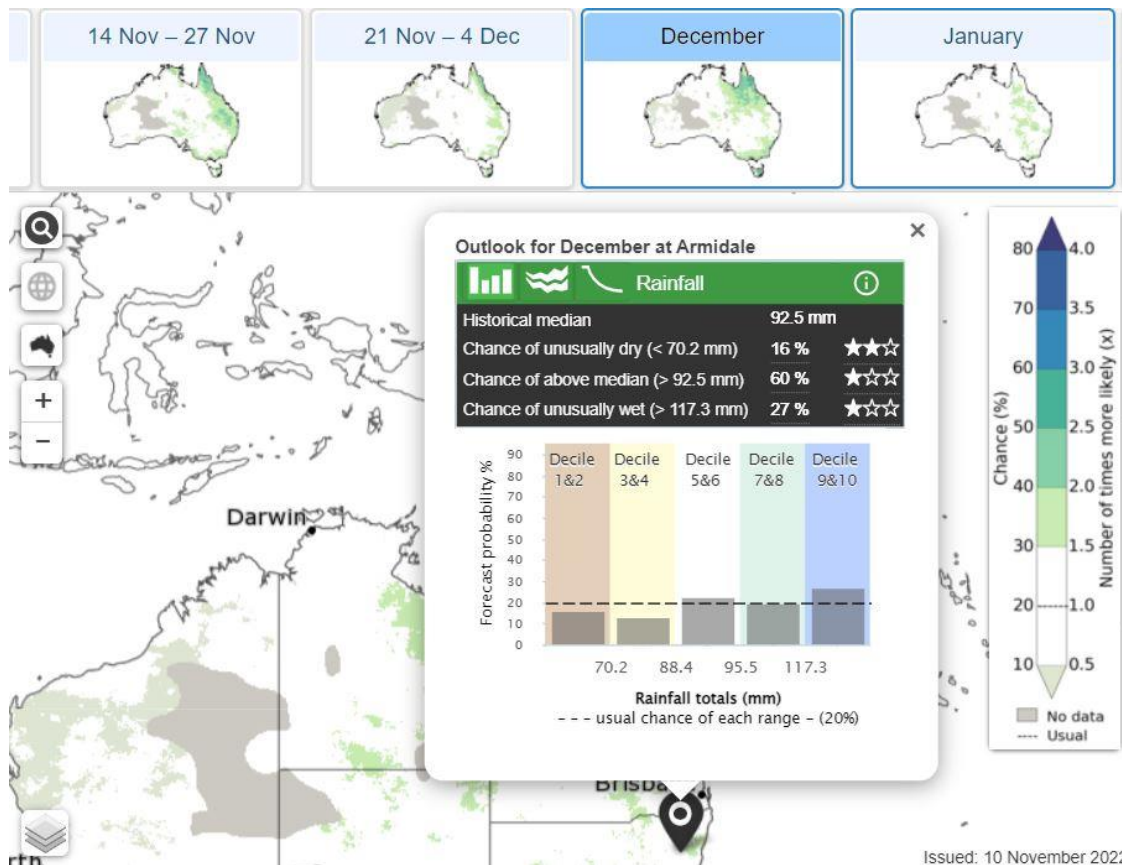 14 Nov – 27 Nov
21 Nov – 4 Dec
December
January
Outlook for December at Armidale
Rainfall
Historical median 92.5 mm
Chance of unusually dry (< 70.2 mm) 16 %
Chance of above median (> 92.5 mm) 60 %
Chance of unusually wet (> 117.3 mm) 27 %
Forecast probability %
90
80
70
60
50
40
30
20
10
0
Decile 1&2
Decile 3&4
Decile 5&6
Decile 7&8
Decile 9&10
70.2 88.4 95.5 117.3
Rainfall totals (mm)
- - - usual chance of each range - (20%)
Darwin
Chance (%)
80 4.0
70 3.5
60 3.0
50 2.5
40 2.0
30 1.5
20 1.0
10 0.5
Number of times more likely (x)
No data
---- Usual
Issued: 10 November 2022